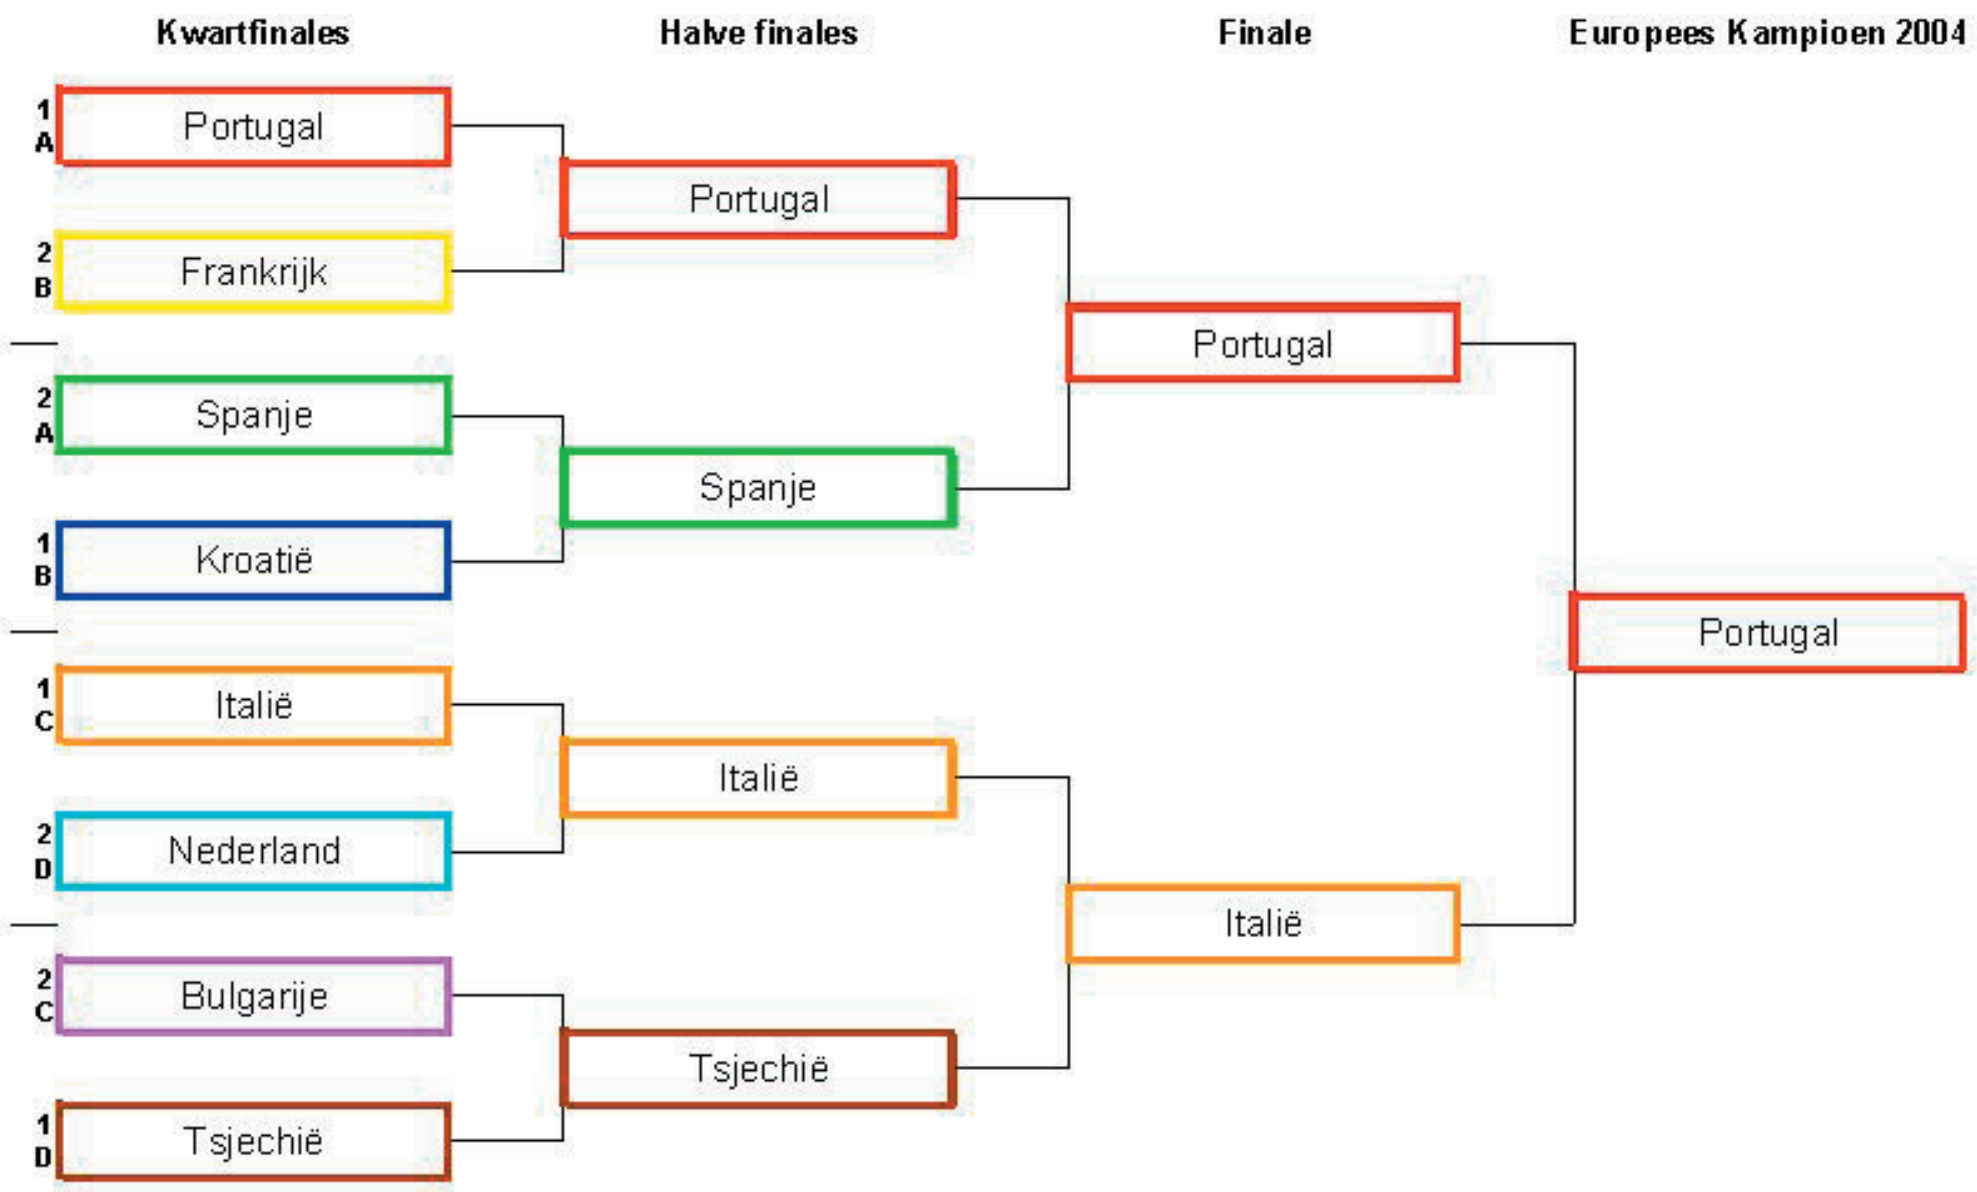 Kwartfinales
Halve finales
Finale
Europees Kampioen 2004
1
A
Portugal
2
B
Frankrijk
2
A
Spanje
1
B
Kroatië
1
C
Italië
2
D
Nederland
2
C
Bulgarije
1
D
Tsjechië
Portugal
Spanje
Italië
Tsjechië
Portugal
Italië
Portugal